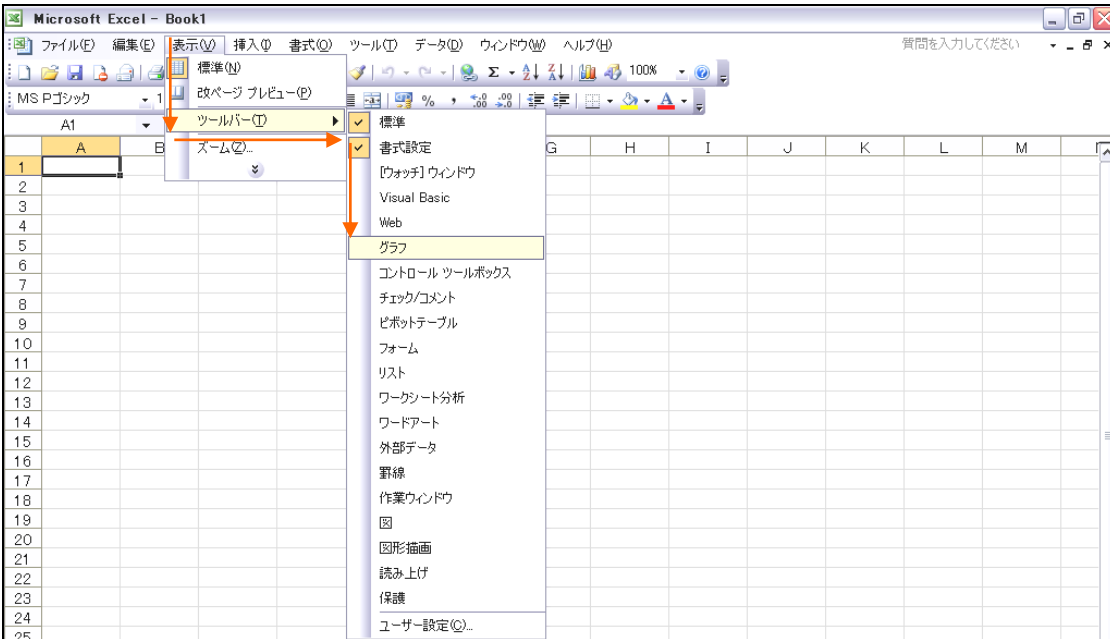 Microsoft Excel - Book1
ファイル(F) 編集(E) 表示(V) 挿入(I) 書式(O) ツール(T) データ(D) ウィンドウ(W) ヘルプ(H) 質問を入力してください
標準(N)
100%
MS Pゴシック
改ページ プレビュー(P)
A1
ツールバー(T)
ズーム(Z)...
標準
書式設定
[ウォッチ] ウィンドウ
Visual Basic
Web
グラフ
コントロール ツールボックス
チェック/コメント
ピボットテーブル
フォーム
リスト
ワークシート分析
ワードアート
外部データ
罫線
作業ウィンドウ
図
図形描画
読み上げ
保護
ユーザー設定(C)...
A B G H I J K L M
1
2
3
4
5
6
7
8
9
10
11
12
13
14
15
16
17
18
19
20
21
22
23
24
25